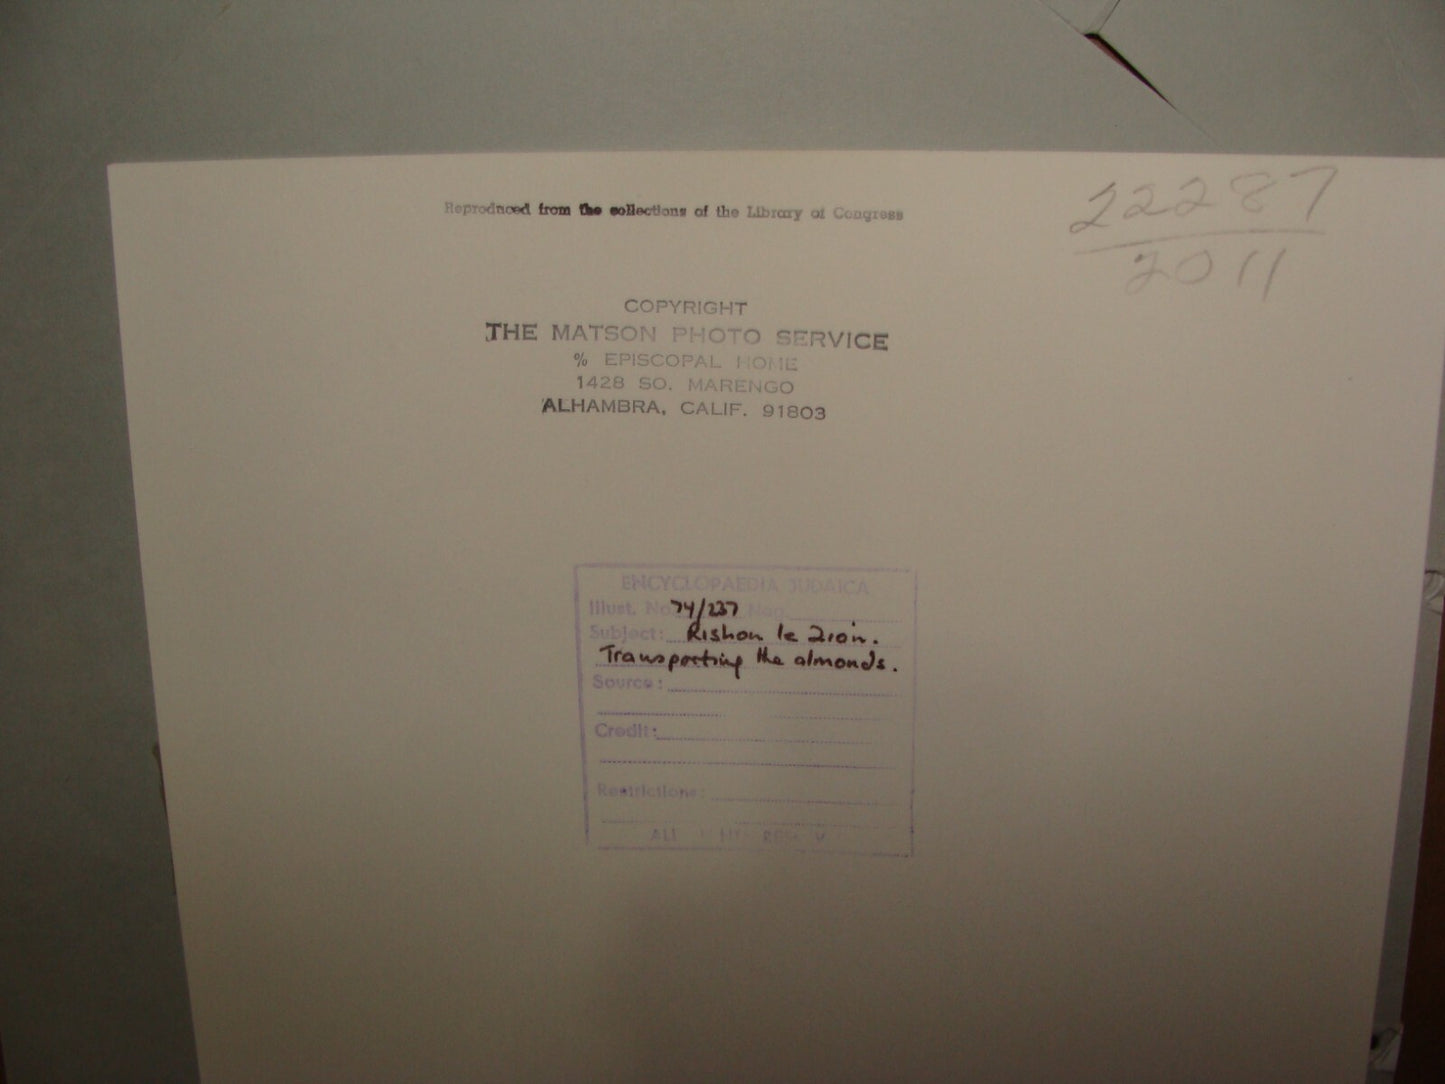 Reproduced from the collections of the Library of Congress
22287
2011
COPYRIGHT
THE MATSON PHOTO SERVICE
% EPISCOPAL HOME
1428 SO. MARENGO
ALHAMBRA, CALIF. 91803
ENCYCLOPAEDIA JUDAICA
Illust. No. 74/237 Neg.
Subject: Rishon le Zion.
Transporting the almonds.
Source:
Credit:
Restrictions:
ALL